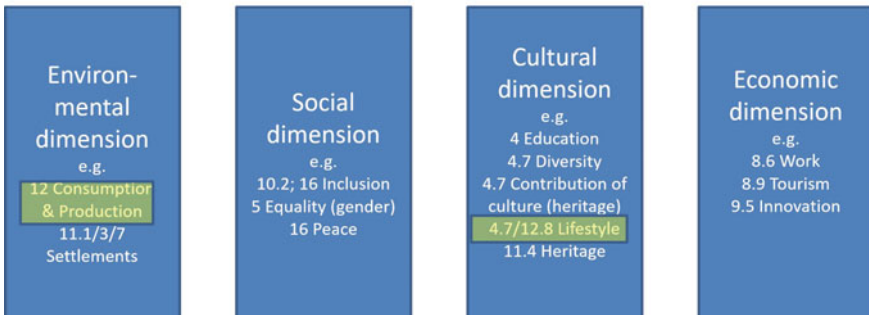 Environ-
mental
dimension
e.g.
12 Consumption
& Production
11.1/3/7
Settlements
Social
dimension
e.g.
10.2; 16 Inclusion
5 Equality (gender)
16 Peace
Cultural
dimension
e.g.
4 Education
4.7 Diversity
4.7 Contribution of
culture (heritage)
4.7/12.8 Lifestyle
11.4 Heritage
Economic
dimension
e.g.
8.6 Work
8.9 Tourism
9.5 Innovation